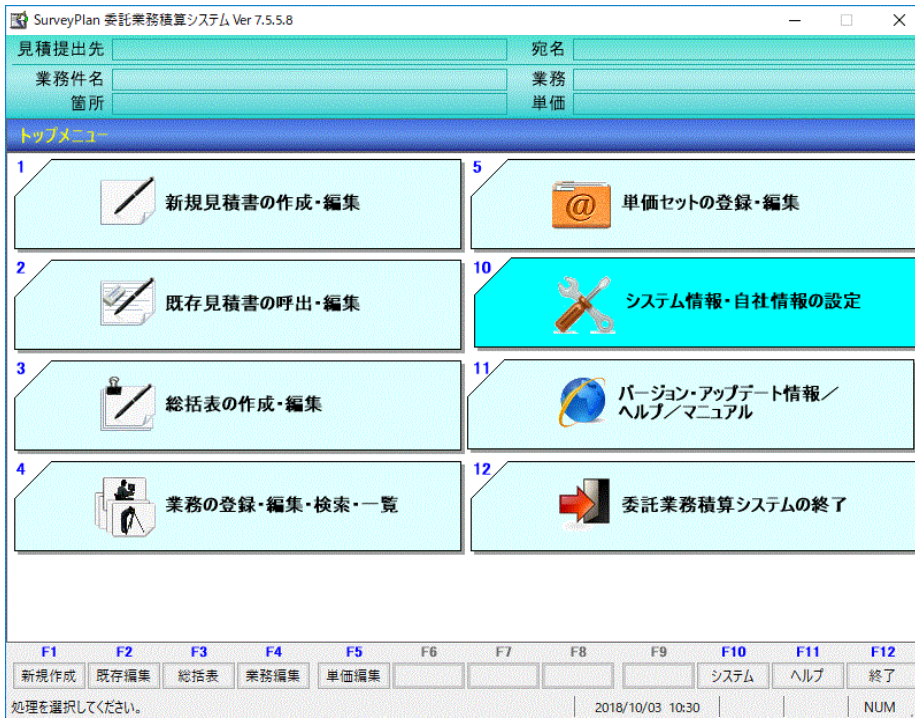 SurveyPlan 委託業務積算システム Ver 7.5.5.8
見積提出先
宛名
業務件名
業務
箇所
単価
トップメニュー
1
新規見積書の作成・編集
5
単価セットの登録・編集
2
既存見積書の呼出・編集
10
システム情報・自社情報の設定
3
総括表の作成・編集
11
バージョン・アップデート情報／
ヘルプ／マニュアル
4
業務の登録・編集・検索・一覧
12
委託業務積算システムの終了
F1 F2 F3 F4 F5 F6 F7 F8 F9 F10 F11 F12
新規作成 既存編集 総括表 業務編集 単価編集 システム ヘルプ 終了
処理を選択してください。 2018/10/03 10:30 NUM